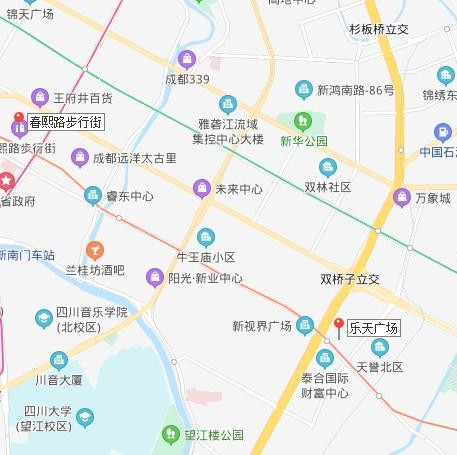 高地中心
锦天广场
杉板桥立交
成都339
新鸿南路-86号
锦绣东
王府井百货
雅砻江流域
集控中心大楼
春熙路步行街
新华公园
熙路步行街
中国石
成都远洋太古里
双林社区
未来中心
省政府
睿东中心
万象城
牛王庙小区
新南门车站
兰桂坊酒吧
阳光·新业中心
双桥子立交
四川音乐学院
(北校区)
新视界广场
乐天广场
天誉北区
川音大厦
泰合国际
财富中心
四川大学
(望江校区)
望江楼公园